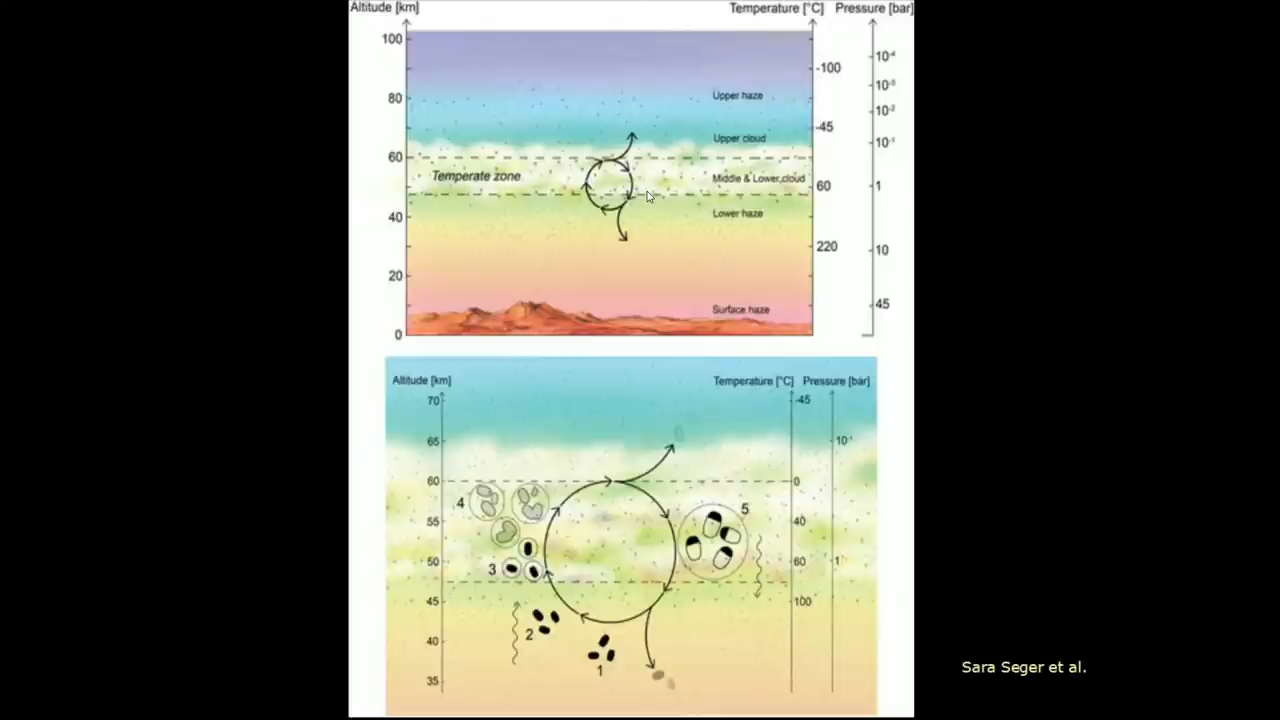 Altitude [km] Temperature [°C] Pressure [bar]
100
10⁻⁴
-100
10⁻³
80 Upper haze
10⁻²
-45
Upper cloud 10⁻¹
60
Temperate zone Middle & Lower cloud
60 1
40 Lower haze
220 10
20
45
Surface haze
0
Altitude [km] Temperature [°C] Pressure [bar]
70 -45
65 10⁻¹
60 0
4 5
55 40
50 60 1
3
45 100
2
40
1
35
Sara Seger et al.